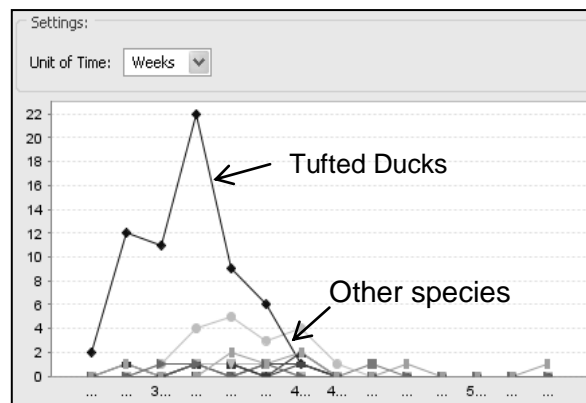 Settings:
Unit of Time: Weeks
22
20
18
16
14
12
10
8
6
4
2
0
Tufted Ducks
Other species
... ... 3... ... ... ... 4... 4... ... ... ... 5... ... ...